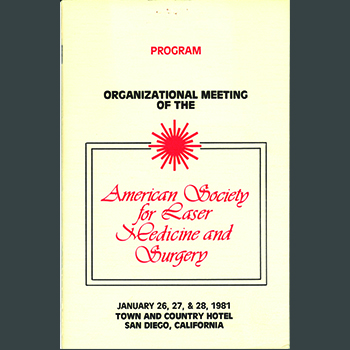 PROGRAM
ORGANIZATIONAL MEETING
OF THE
American Society
for Laser
Medicine and
Surgery
JANUARY 26, 27, & 28, 1981
TOWN AND COUNTRY HOTEL
SAN DIEGO, CALIFORNIA